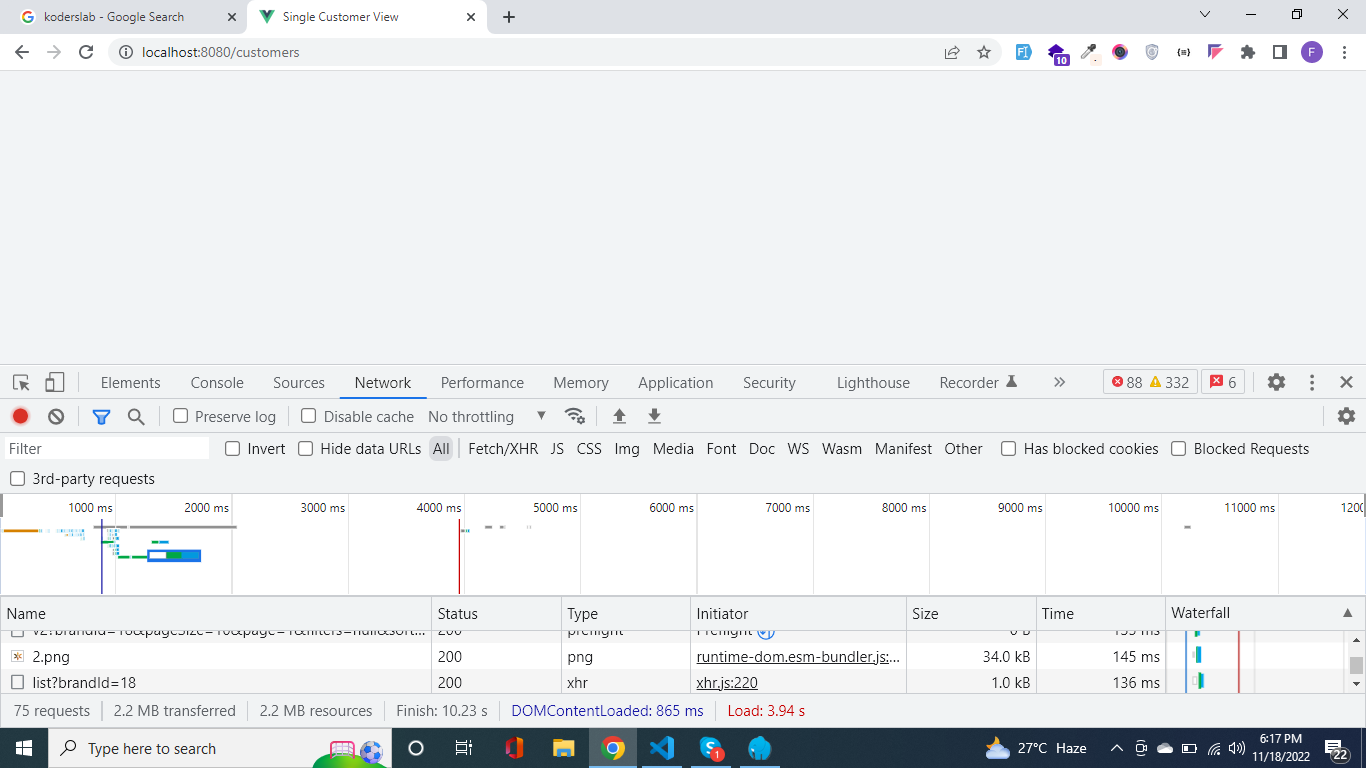 koderslab - Google Search
Single Customer View
localhost:8080/customers
10
F
Elements Console Sources Network Performance Memory Application Security Lighthouse Recorder 88 332 6
Preserve log Disable cache No throttling
Filter Invert Hide data URLs All Fetch/XHR JS CSS Img Media Font Doc WS Wasm Manifest Other Has blocked cookies Blocked Requests
3rd-party requests
1000 ms 2000 ms 3000 ms 4000 ms 5000 ms 6000 ms 7000 ms 8000 ms 9000 ms 10000 ms 11000 ms
Name Status Type Initiator Size Time Waterfall
200 preflight Preflight 0 B
2.png 200 png runtime-dom.esm-bundler.js:... 34.0 kB 145 ms
list?brandId=18 200 xhr xhr.js:220 1.0 kB 136 ms
75 requests 2.2 MB transferred 2.2 MB resources Finish: 10.23 s DOMContentLoaded: 865 ms Load: 3.94 s
Type here to search 1 27°C Haze 6:17 PM
11/18/2022 22